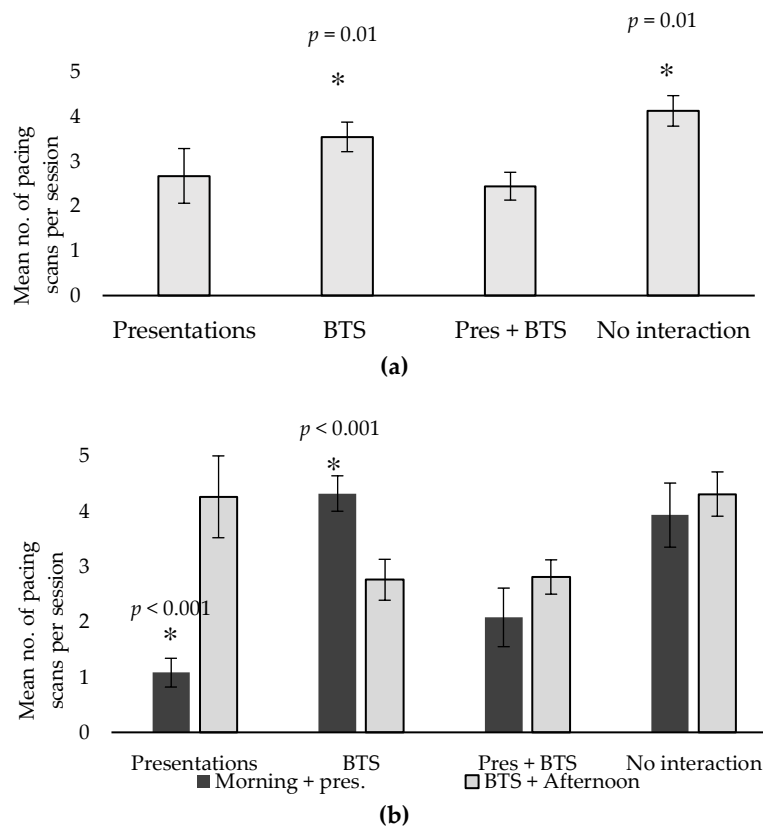 p = 0.01
p = 0.01
*
*
5
4
3
2
1
0
Mean no. of pacing
scans per session
Presentations BTS Pres + BTS No interaction
(a)
p < 0.001
5
*
4
3
p < 0.001
2
*
1
0
Mean no. of pacing
scans per session
Presentations BTS Pres + BTS No interaction
Morning + pres. BTS + Afternoon
(b)